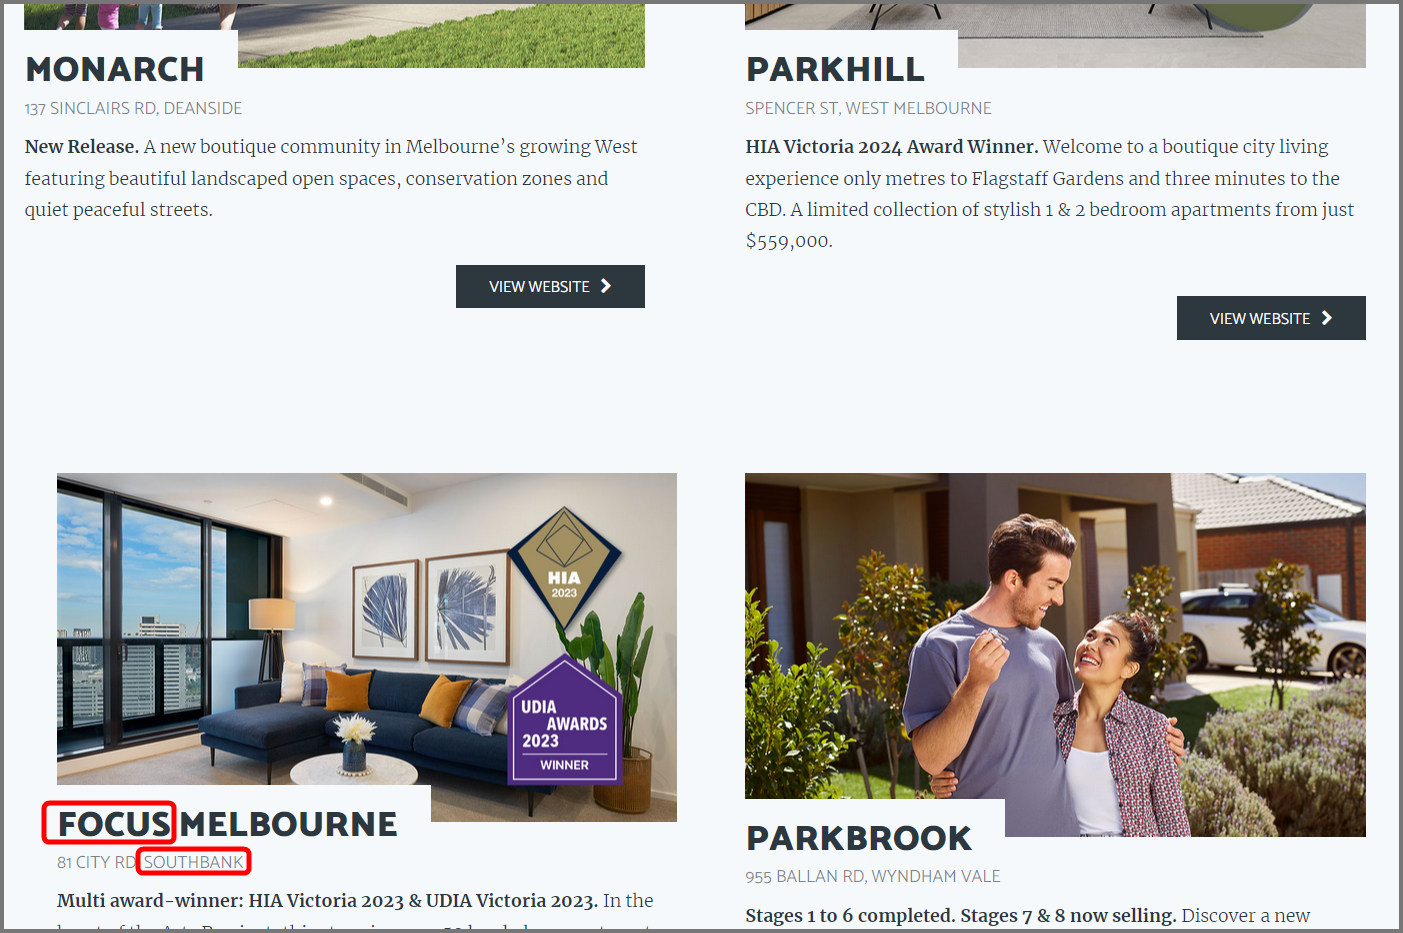 MONARCH
137 SINCLAIRS RD, DEANSIDE
New Release. A new boutique community in Melbourne's growing West
featuring beautiful landscaped open spaces, conservation zones and
quiet peaceful streets.
VIEW WEBSITE
PARKHILL
SPENCER ST, WEST MELBOURNE
HIA Victoria 2024 Award Winner. Welcome to a boutique city living
experience only metres to Flagstaff Gardens and three minutes to the
CBD. A limited collection of stylish 1 & 2 bedroom apartments from just
$559,000.
VIEW WEBSITE
HIA
2023
UDIA
AWARDS
2023
WINNER
FOCUS MELBOURNE
81 CITY RD SOUTHBANK
Multi award-winner: HIA Victoria 2023 & UDIA Victoria 2023. In the
PARKBROOK
955 BALLAN RD, WYNDHAM VALE
Stages 1 to 6 completed. Stages 7 & 8 now selling. Discover a new